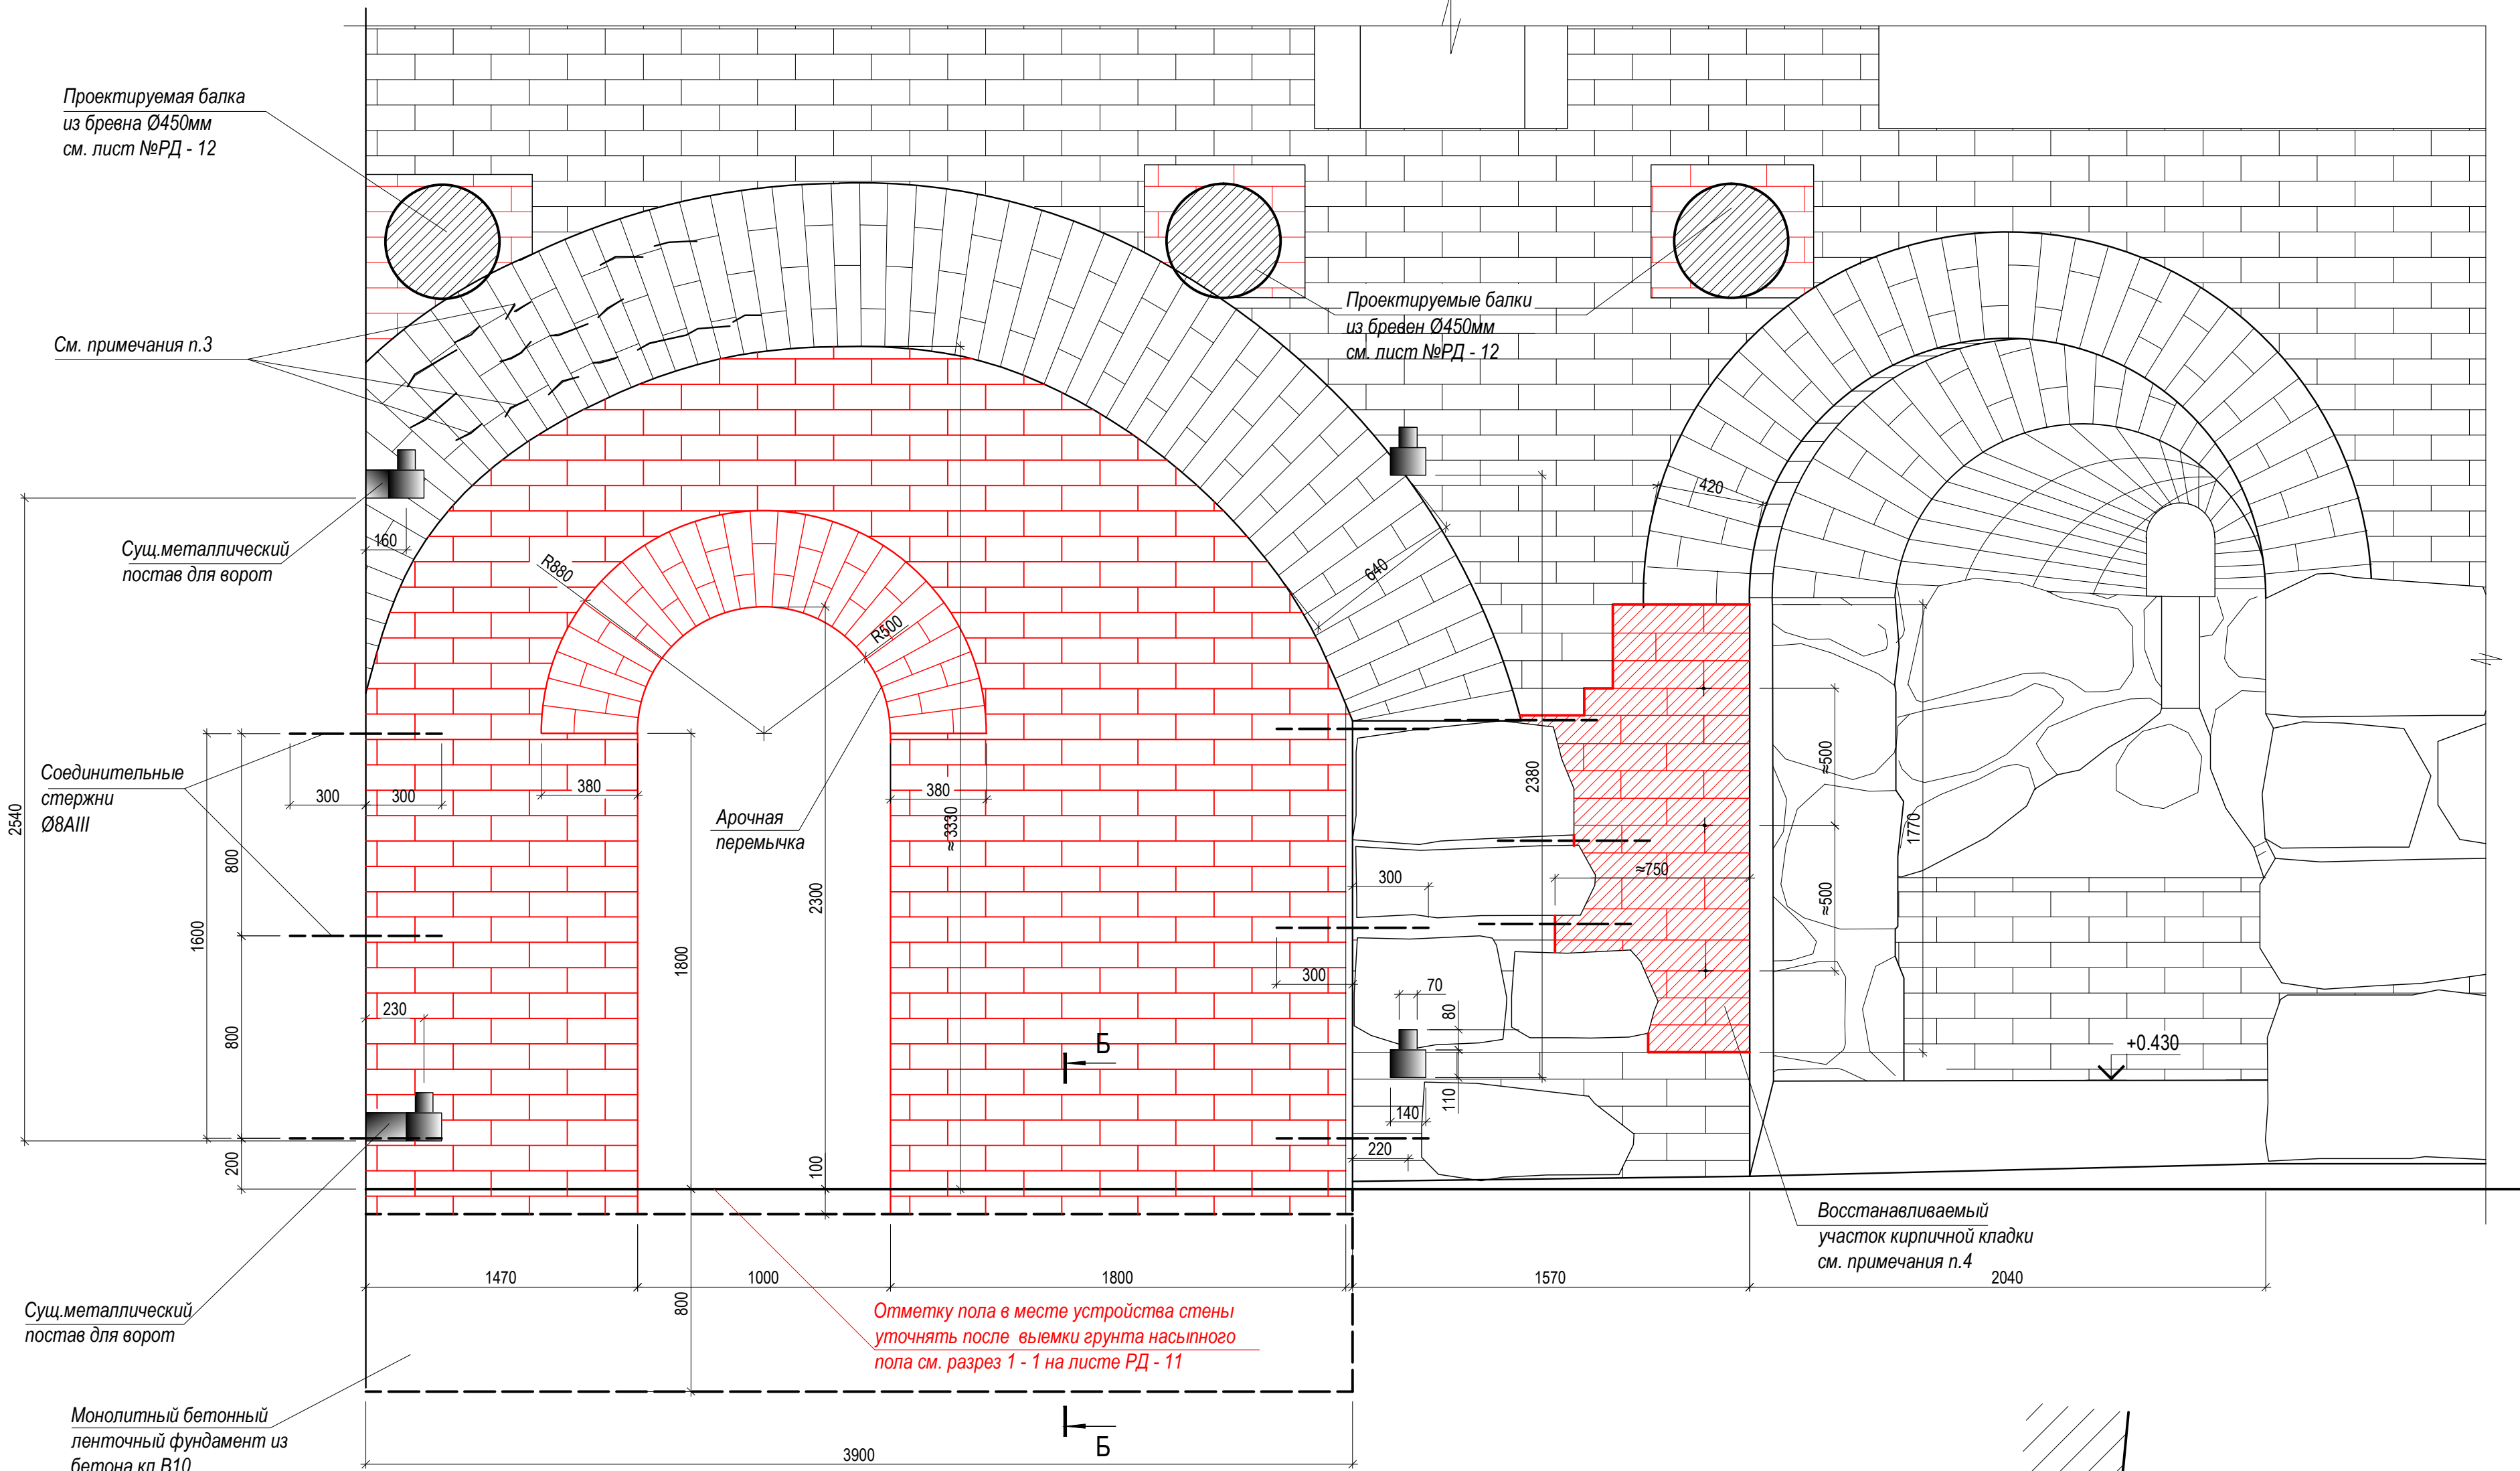 Проектируемая балка
из бревна Ø450мм
см. лист №РД - 12
См. примечания п.3
Проектируемые балки
из бревен Ø450мм
см. лист №РД - 12
420
Сущ.металлический
постав для ворот
160
R880
R500
640
Соединительные
стержни
Ø8АIII
300
300
380
380
Арочная
перемычка
≈3330
2380
≈500
1770
2540
800
1600
2300
1800
300
≈750
≈500
300
230
70
80
800
Б
+0.430
140
110
200
100
220
Восстанавливаемый
участок кирпичной кладки
см. примечания п.4
1470
1000
1800
1570
2040
800
Сущ.металлический
постав для ворот
Отметку пола в месте устройства стены
уточнять после выемки грунта насыпного
пола см. разрез 1 - 1 на листе РД - 11
Монолитный бетонный
ленточный фундамент из
бетона кл.В10
Б
3900